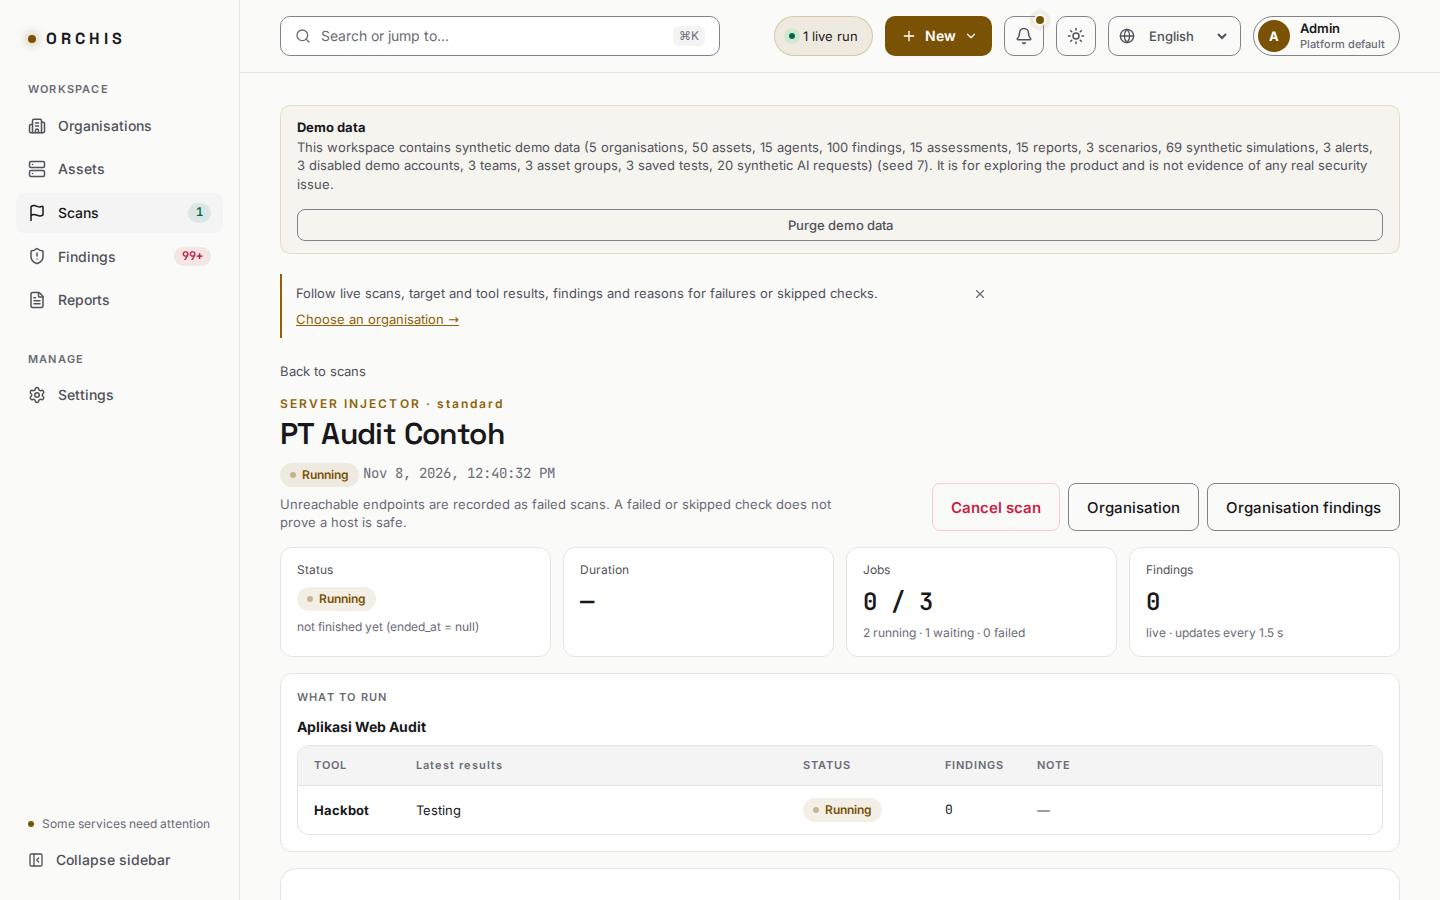 ORCHIS
Search or jump to...
⌘K
1 live run
New
English
A
Admin
Platform default
WORKSPACE
Organisations
Assets
Scans
1
Findings
99+
Reports
MANAGE
Settings
Some services need attention
Collapse sidebar
Demo data
This workspace contains synthetic demo data (5 organisations, 50 assets, 15 agents, 100 findings, 15 assessments, 15 reports, 3 scenarios, 69 synthetic simulations, 3 alerts,
3 disabled demo accounts, 3 teams, 3 asset groups, 3 saved tests, 20 synthetic AI requests) (seed 7). It is for exploring the product and is not evidence of any real security
issue.
Purge demo data
Follow live scans, target and tool results, findings and reasons for failures or skipped checks.
Choose an organisation →
Back to scans
SERVER INJECTOR · standard
PT Audit Contoh
Running Nov 8, 2026, 12:40:32 PM
Unreachable endpoints are recorded as failed scans. A failed or skipped check does not
prove a host is safe.
Cancel scan
Organisation
Organisation findings
Status
Running
not finished yet (ended_at = null)
Duration
—
Jobs
0 / 3
2 running · 1 waiting · 0 failed
Findings
0
live · updates every 1.5 s
WHAT TO RUN
Aplikasi Web Audit
TOOL Latest results STATUS FINDINGS NOTE
Hackbot Testing Running 0 —